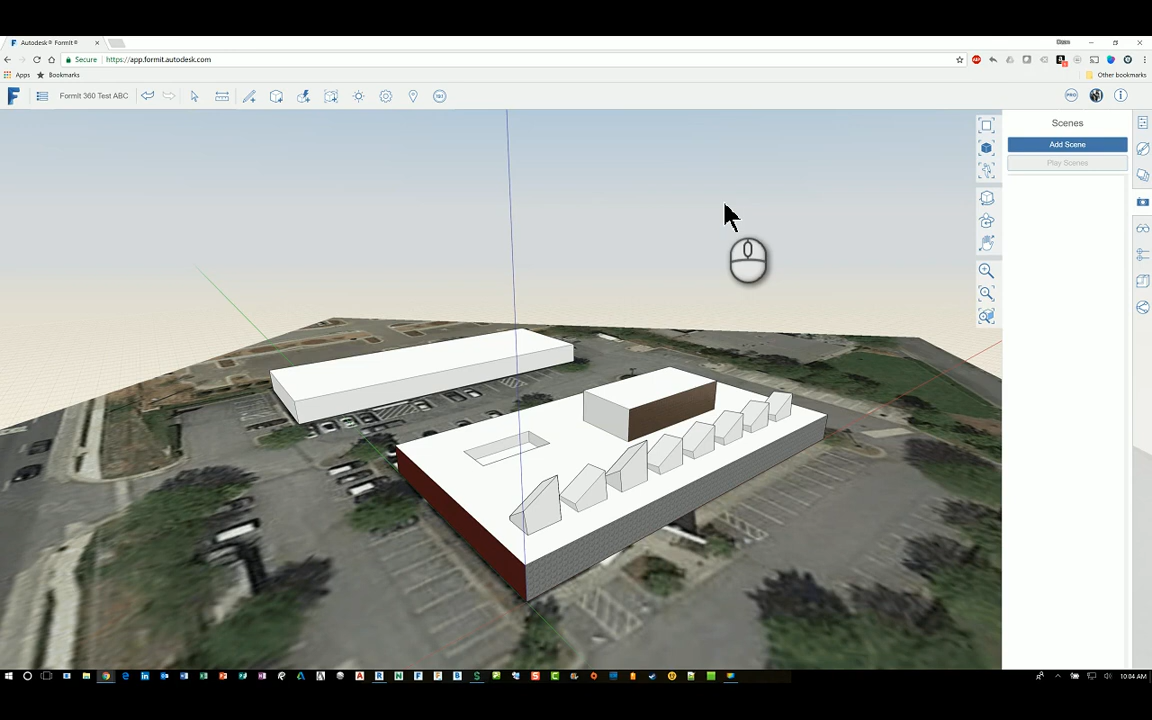 Autodesk® FormIt®
Secure
https://app.formit.autodesk.com
Apps
Bookmarks
Other bookmarks
FormIt 360 Test ABC
PRO
Scenes
Add Scene
Play Scenes
10:04 AM